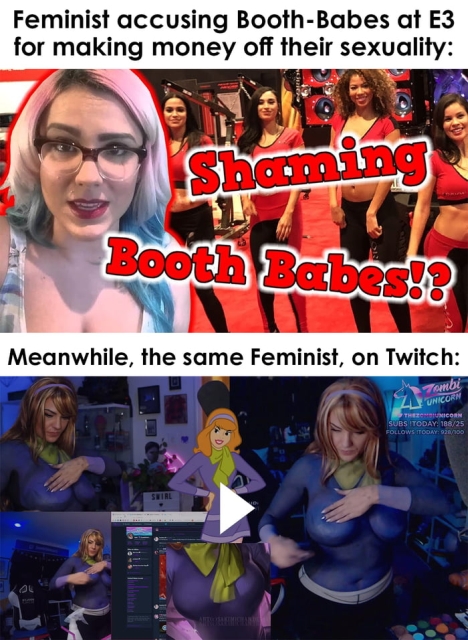 Feminist accusing Booth-Babes at E3
for making money off their sexuality:
Shaming
Booth Babes!?
Meanwhile, the same Feminist, on Twitch:
Zombi
UNICORN
SUBS TODAY: 188/25
FOLLOWS TODAY: 928/100